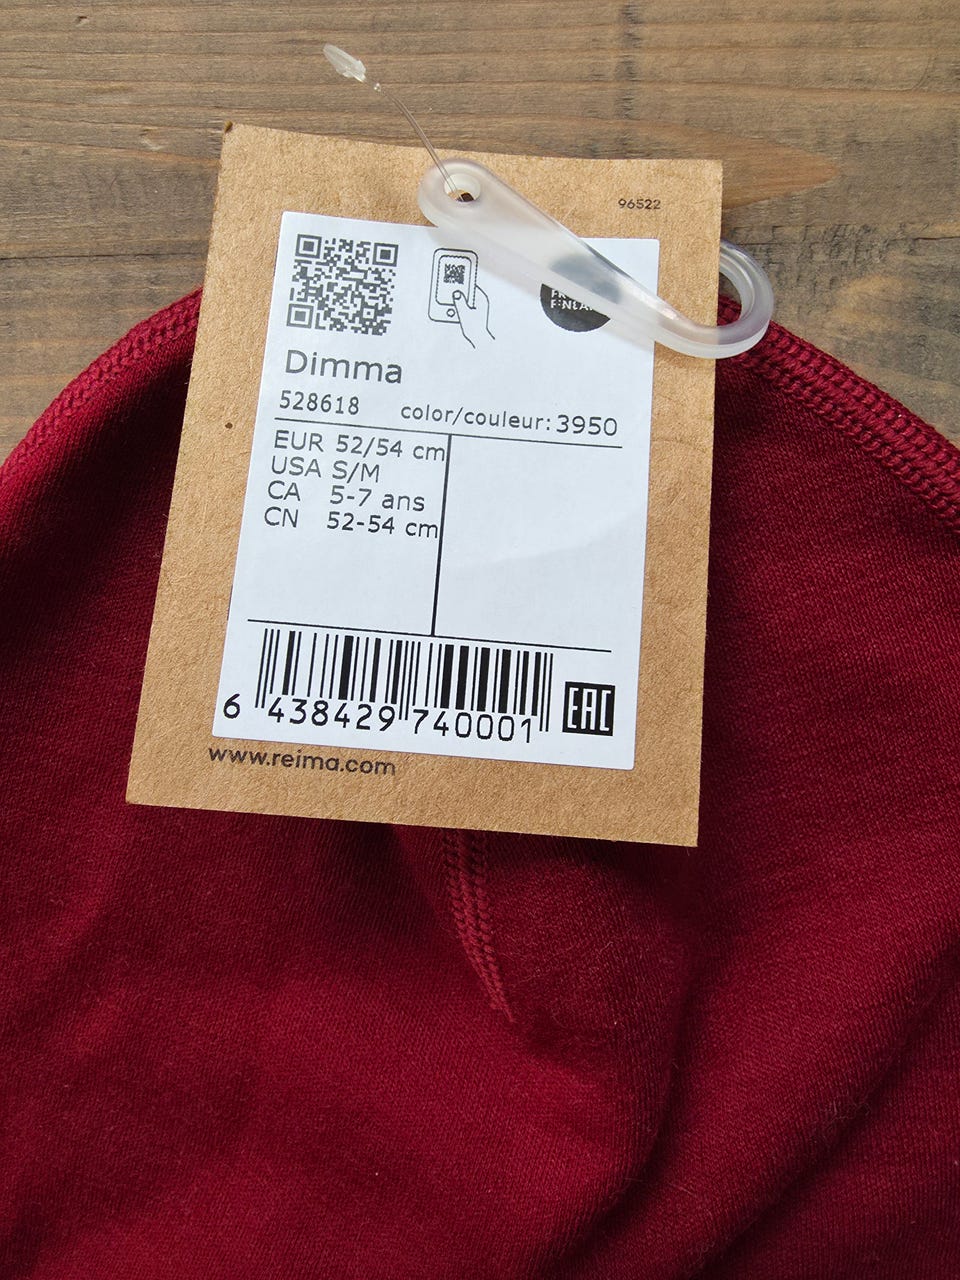 96522
Dimma
528618 color/couleur: 3950
EUR 52/54 cm
USA S/M
CA 5-7 ans
CN 52-54 cm
6 438429 740001
EAC
www.reima.com